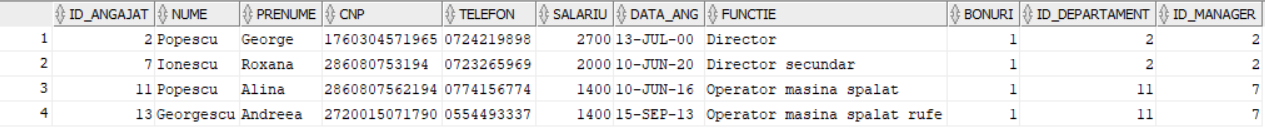 ID_ANGAJAT NUME PRENUME CNP TELEFON SALARIU DATA_ANG FUNCTIE BONURI ID_DEPARTAMENT ID_MANAGER
1 2 Popescu George 1760304571965 0724219898 2700 13-JUL-00 Director 1 2 2
2 7 Ionescu Roxana 286080753194 0723265969 2000 10-JUN-20 Director secundar 1 2 2
3 11 Popescu Alina 2860807562194 0774156774 1400 10-JUN-16 Operator masina spalat 1 11 7
4 13 Georgescu Andreea 2720015071790 0554493337 1400 15-SEP-13 Operator masina spalat rufe 1 11 7